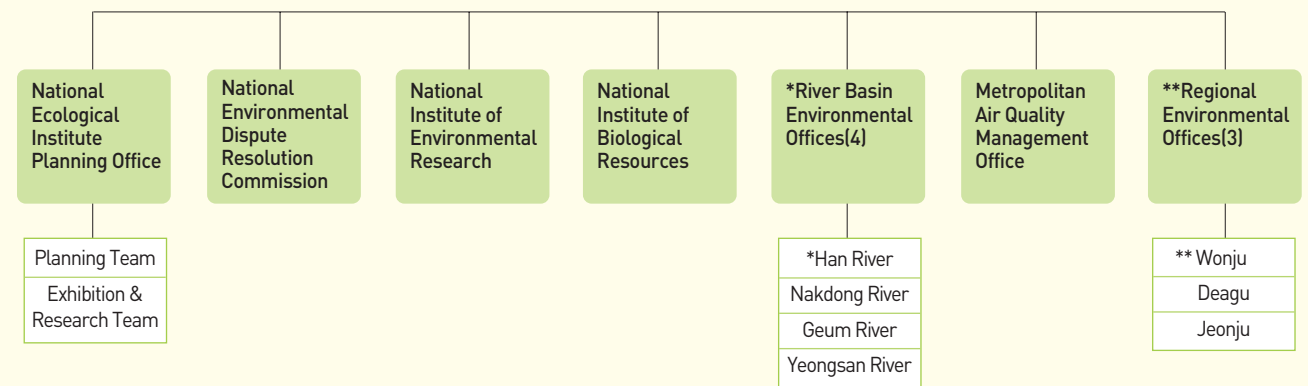 National
Ecological
Institute
Planning Office
National
Environmental
Dispute
Resolution
Commission
National
Institute of
Environmental
Research
National
Institute of
Biological
Resources
*River Basin
Environmental
Offices(4)
Metropolitan
Air Quality
Management
Office
**Regional
Environmental
Offices(3)
Planning Team
Exhibition &
Research Team
*Han River
Nakdong River
Geum River
Yeongsan River
** Wonju
Deagu
Jeonju